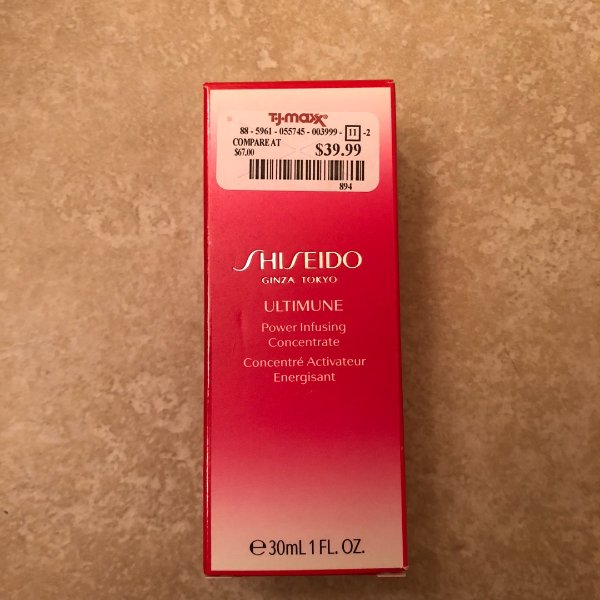 T·J·maxx®
88 - 5961 - 055745 - 003999 - 11 -2
COMPARE AT
$67.00
$39.99
894
SHISEIDO
GINZA TOKYO
ULTIMUNE
Power Infusing
Concentrate
Concentré Activateur
Energisant
℮30mL 1 FL. OZ.